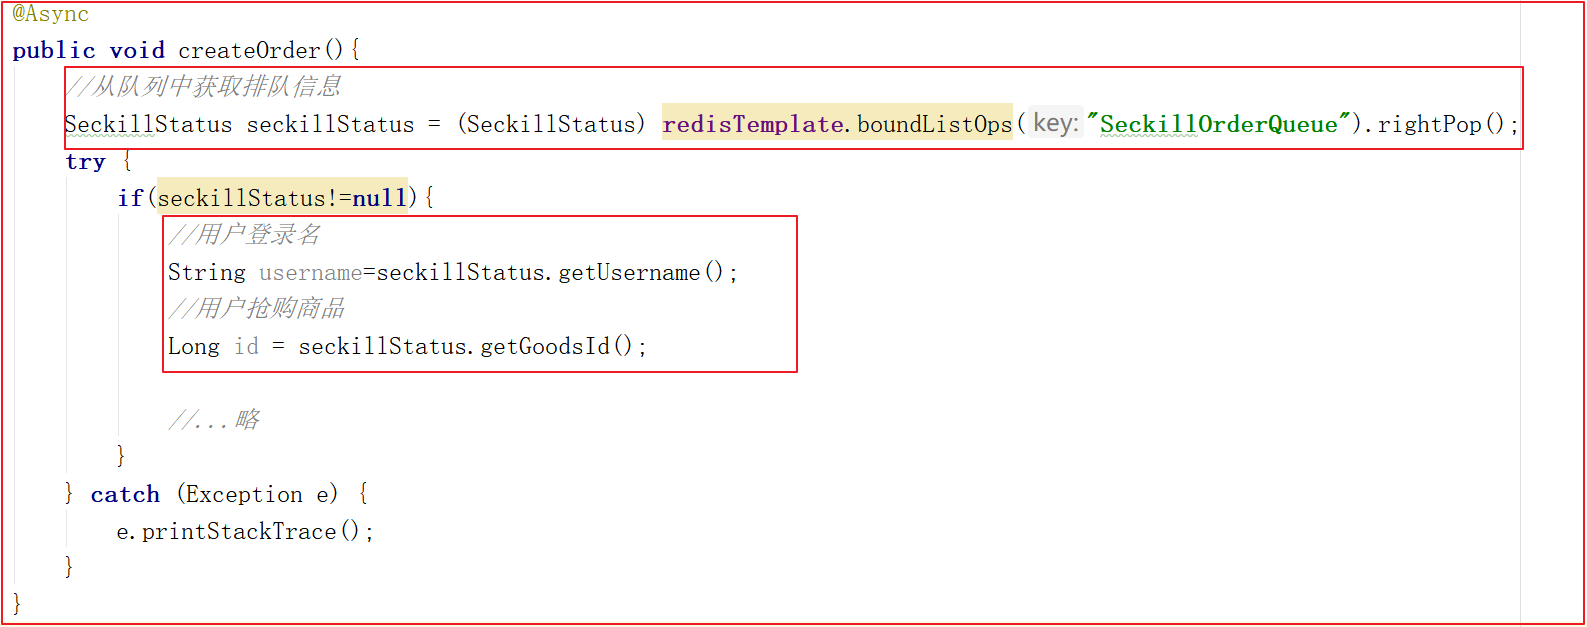 @Async
public void createOrder(){
//从队列中获取排队信息
SeckillStatus seckillStatus = (SeckillStatus) redisTemplate.boundListOps(key:"SeckillOrderQueue").rightPop();
try {
if(seckillStatus!=null){
//用户登录名
String username=seckillStatus.getUsername();
//用户抢购商品
Long id = seckillStatus.getGoodsId();
//...略
}
} catch (Exception e) {
e.printStackTrace();
}
}